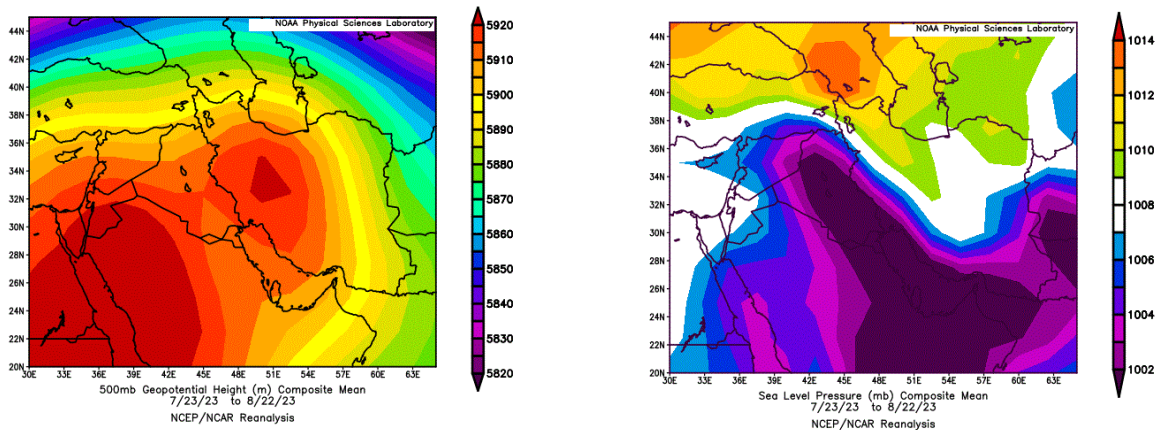 NOAA Physical Sciences Laboratory
44N
42N
40N
38N
36N
34N
32N
30N
28N
26N
24N
22N
20N
30E 33E 36E 39E 42E 45E 48E 51E 54E 57E 60E 63E
5920
5910
5900
5890
5880
5870
5860
5850
5840
5830
5820
500mb Geopotential Height (m) Composite Mean
7/23/23 to 8/22/23
NCEP/NCAR Reanalysis
NOAA Physical Sciences Laboratory
44N
42N
40N
38N
36N
34N
32N
30N
28N
26N
24N
22N
20N
30E 33E 36E 39E 42E 45E 48E 51E 54E 57E 60E 63E
1014
1012
1010
1008
1006
1004
1002
Sea Level Pressure (mb) Composite Mean
7/23/23 to 8/22/23
NCEP/NCAR Reanalysis